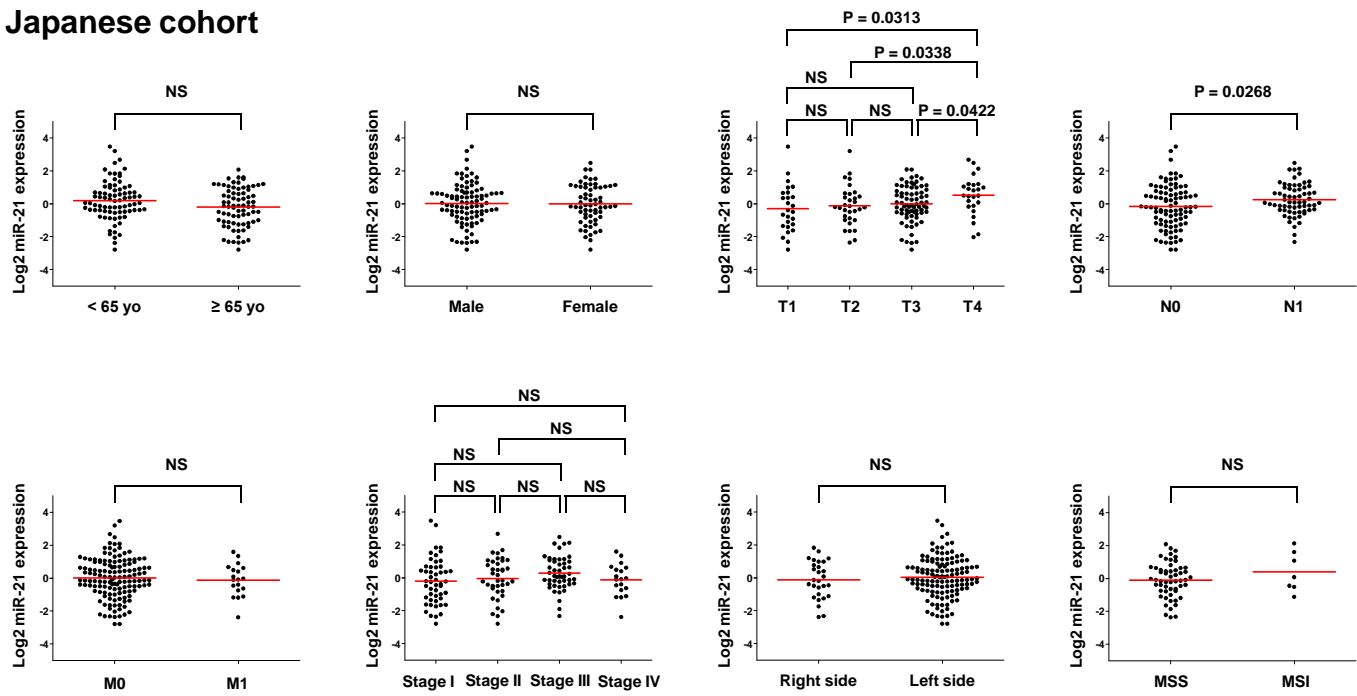 Japanese cohort
NS
Log2 miR-21 expression
4
2
0
-2
-4
< 65 yo ≥ 65 yo
NS
Log2 miR-21 expression
4
2
0
-2
-4
Male Female
P = 0.0313
P = 0.0338
NS
P = 0.0422
NS NS
Log2 miR-21 expression
4
2
0
-2
-4
T1 T2 T3 T4
P = 0.0268
Log2 miR-21 expression
4
2
0
-2
-4
N0 N1
NS
Log2 miR-21 expression
4
2
0
-2
-4
M0 M1
NS
NS
NS
NS NS NS
Log2 miR-21 expression
4
2
0
-2
-4
Stage I Stage II Stage III Stage IV
NS
Log2 miR-21 expression
4
2
0
-2
-4
Right side Left side
NS
Log2 miR-21 expression
4
2
0
-2
-4
MSS MSI